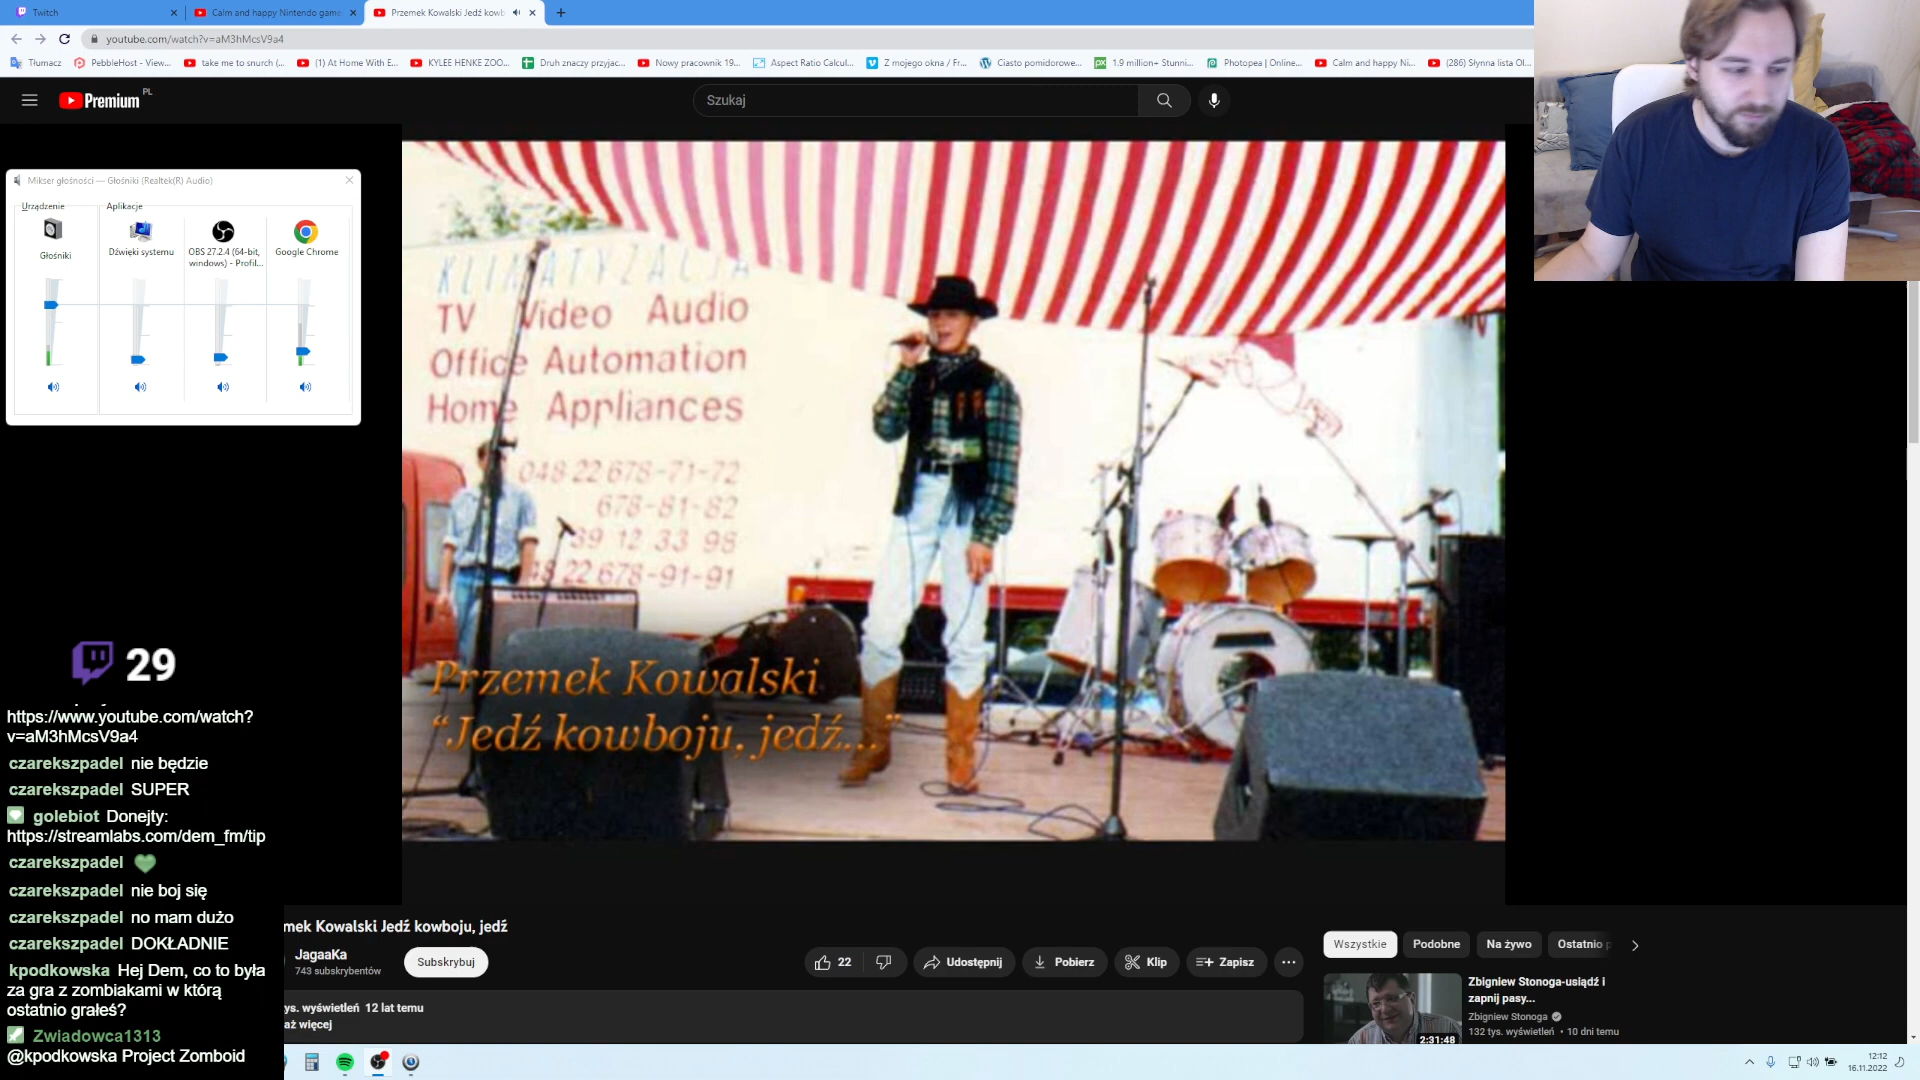 Twitch
Calm and happy Nintendo game
Przemek Kowalski Jedź kowb
youtube.com/watch?v=aM3hMcsV9a4
Tłumacz
PebbleHost - View...
take me to snurch (...
(1) At Home With E...
KYLEE HENKE ZOO...
Druh znaczy przyjac...
Nowy pracownik 19...
Aspect Ratio Calcul...
Z mojego okna / Fr...
Ciasto pomidorowe...
1.9 million+ Stunni...
Photopea | Online...
Calm and happy Ni...
(286) Słynna lista Ol...
Premium PL
Szukaj
Mikser głośności — Głośniki (Realtek(R) Audio)
Urządzenie
Aplikacje
Głośniki
Dźwięki systemu
OBS 27.2.4 (64-bit,
windows) - Profil...
Google Chrome
KLIMATYZACJA
TV Video Audio
Office Automation
Home Appliances
048 22 678-71-72
678-81-82
39 12 33 98
48 22 678-91-91
Przemek Kowalski
"Jedź kowboju, jedź..."
29
https://www.youtube.com/watch?
v=aM3hMcsV9a4
czarekszpadel nie będzie
czarekszpadel SUPER
golebiot Donejty:
https://streamlabs.com/dem_fm/tip
czarekszpadel
czarekszpadel nie boj się
czarekszpadel no mam dużo
czarekszpadel DOKŁADNIE
kpodkowska Hej Dem, co to była
za gra z zombiakami w którą
ostatnio grałeś?
Zwiadowca1313
@kpodkowska Project Zomboid
mek Kowalski Jedź kowboju, jedź
JagaaKa
743 subskrybentów
Subskrybuj
22
Udostępnij
Pobierz
Klip
Zapisz
ys. wyświetleń 12 lat temu
aż więcej
Wszystkie
Podobne
Na żywo
Ostatnio p
Zbigniew Stonoga-usiądź i
zapnij pasy...
Zbigniew Stonoga
132 tys. wyświetleń • 10 dni temu
2:31:48
12:12
16.11.2022